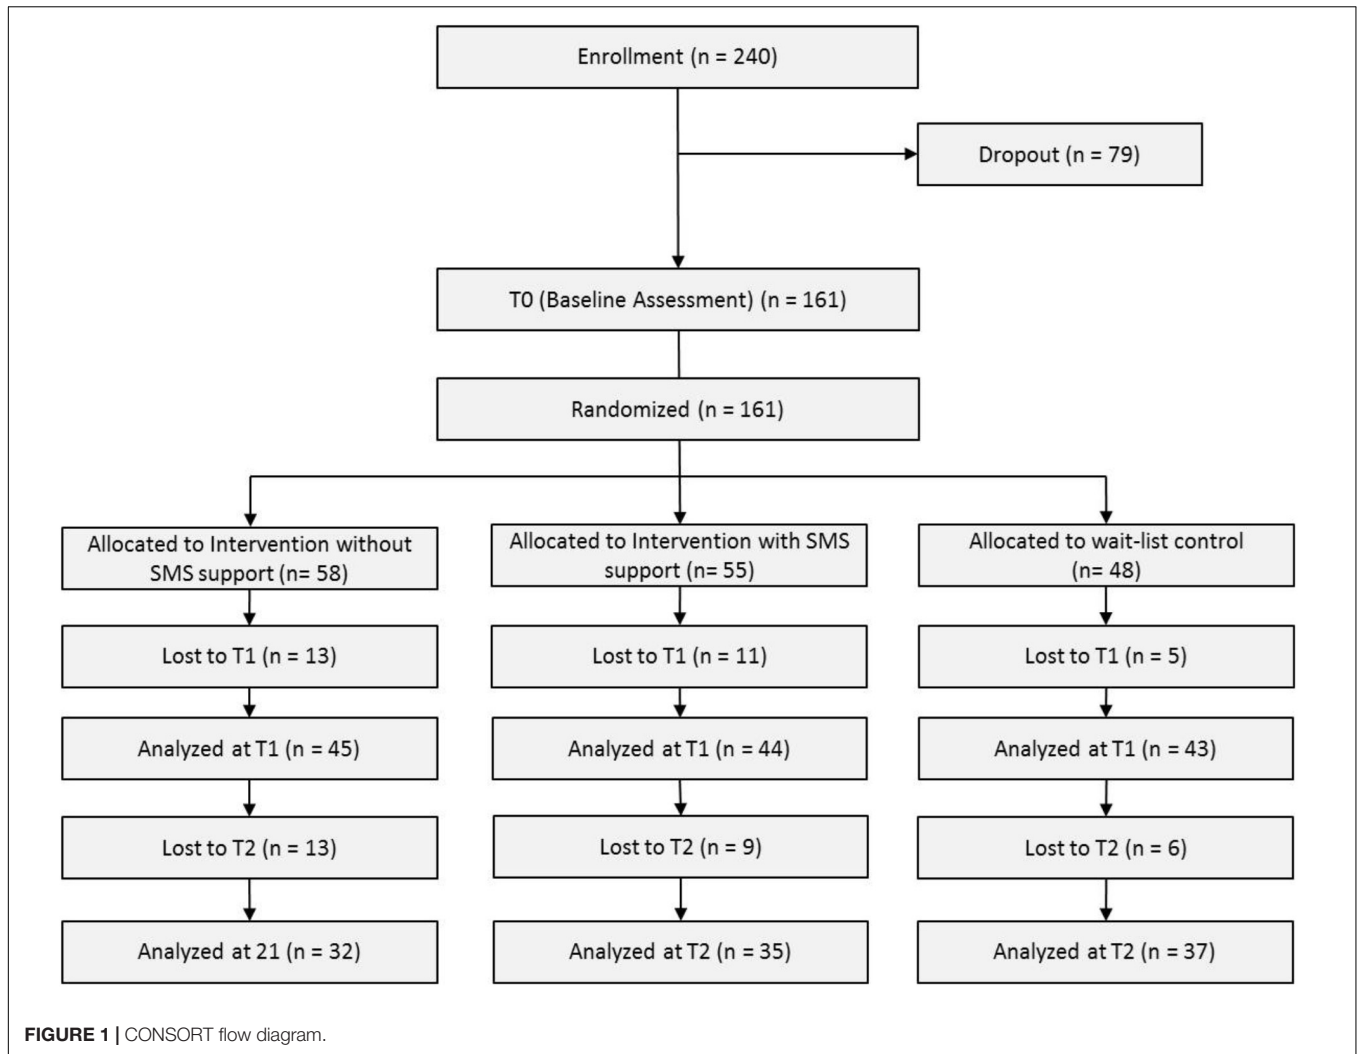 Enrollment (n = 240)
Dropout (n = 79)
T0 (Baseline Assessment) (n = 161)
Randomized (n = 161)
Allocated to Intervention without
SMS support (n= 58)
Allocated to Intervention with SMS
support (n= 55)
Allocated to wait-list control
(n= 48)
Lost to T1 (n = 13)
Lost to T1 (n = 11)
Lost to T1 (n = 5)
Analyzed at T1 (n = 45)
Analyzed at T1 (n = 44)
Analyzed at T1 (n = 43)
Lost to T2 (n = 13)
Lost to T2 (n = 9)
Lost to T2 (n = 6)
Analyzed at 21 (n = 32)
Analyzed at T2 (n = 35)
Analyzed at T2 (n = 37)
FIGURE 1 | CONSORT flow diagram.